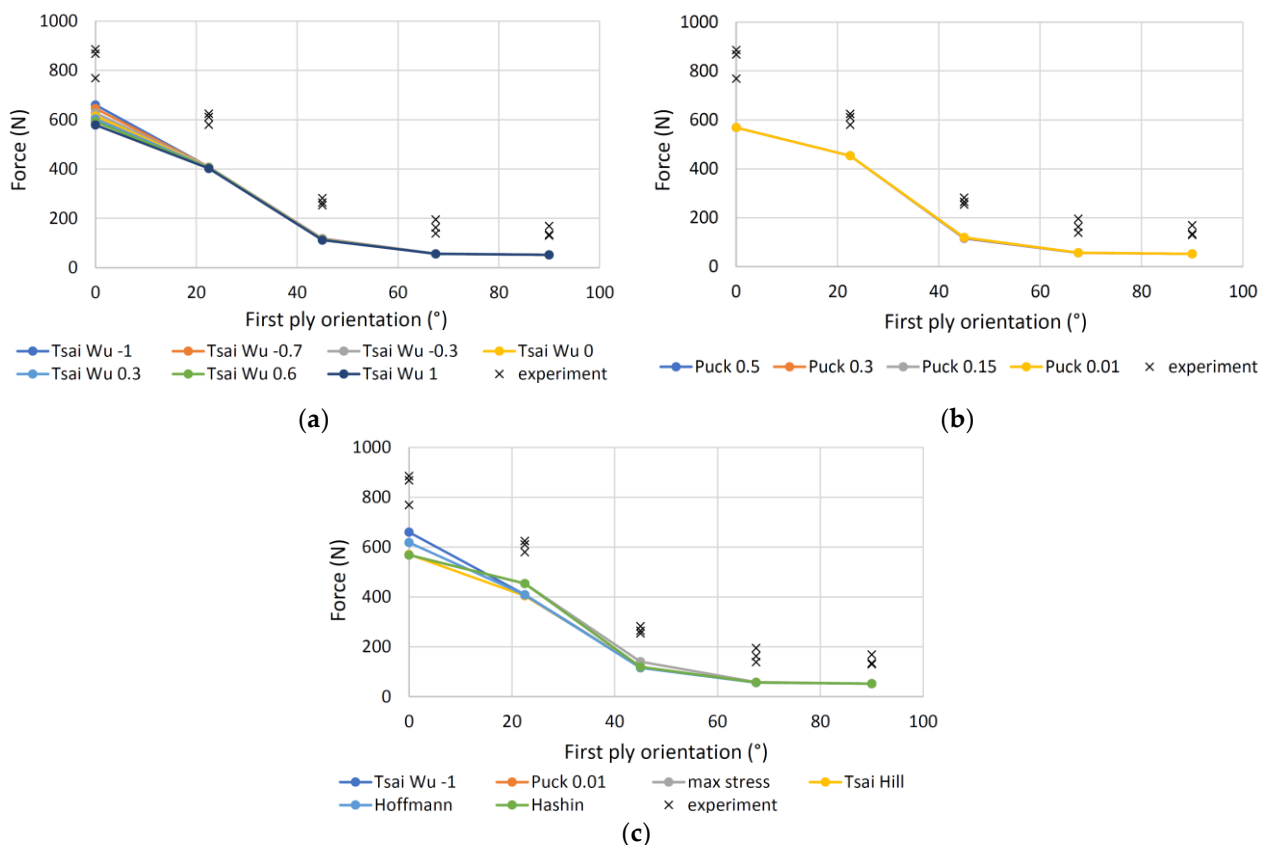 1000
800
600
400
200
0
Force (N)
0 20 40 60 80 100
First ply orientation (°)
Tsai Wu -1 Tsai Wu -0.7 Tsai Wu -0.3 Tsai Wu 0
Tsai Wu 0.3 Tsai Wu 0.6 Tsai Wu 1 experiment
(a)
1000
800
600
400
200
0
Force (N)
0 20 40 60 80 100
First ply orientation (°)
Puck 0.5 Puck 0.3 Puck 0.15 Puck 0.01 experiment
(b)
1000
800
600
400
200
0
Force (N)
0 20 40 60 80 100
First ply orientation (°)
Tsai Wu -1 Puck 0.01 max stress Tsai Hill
Hoffmann Hashin experiment
(c)